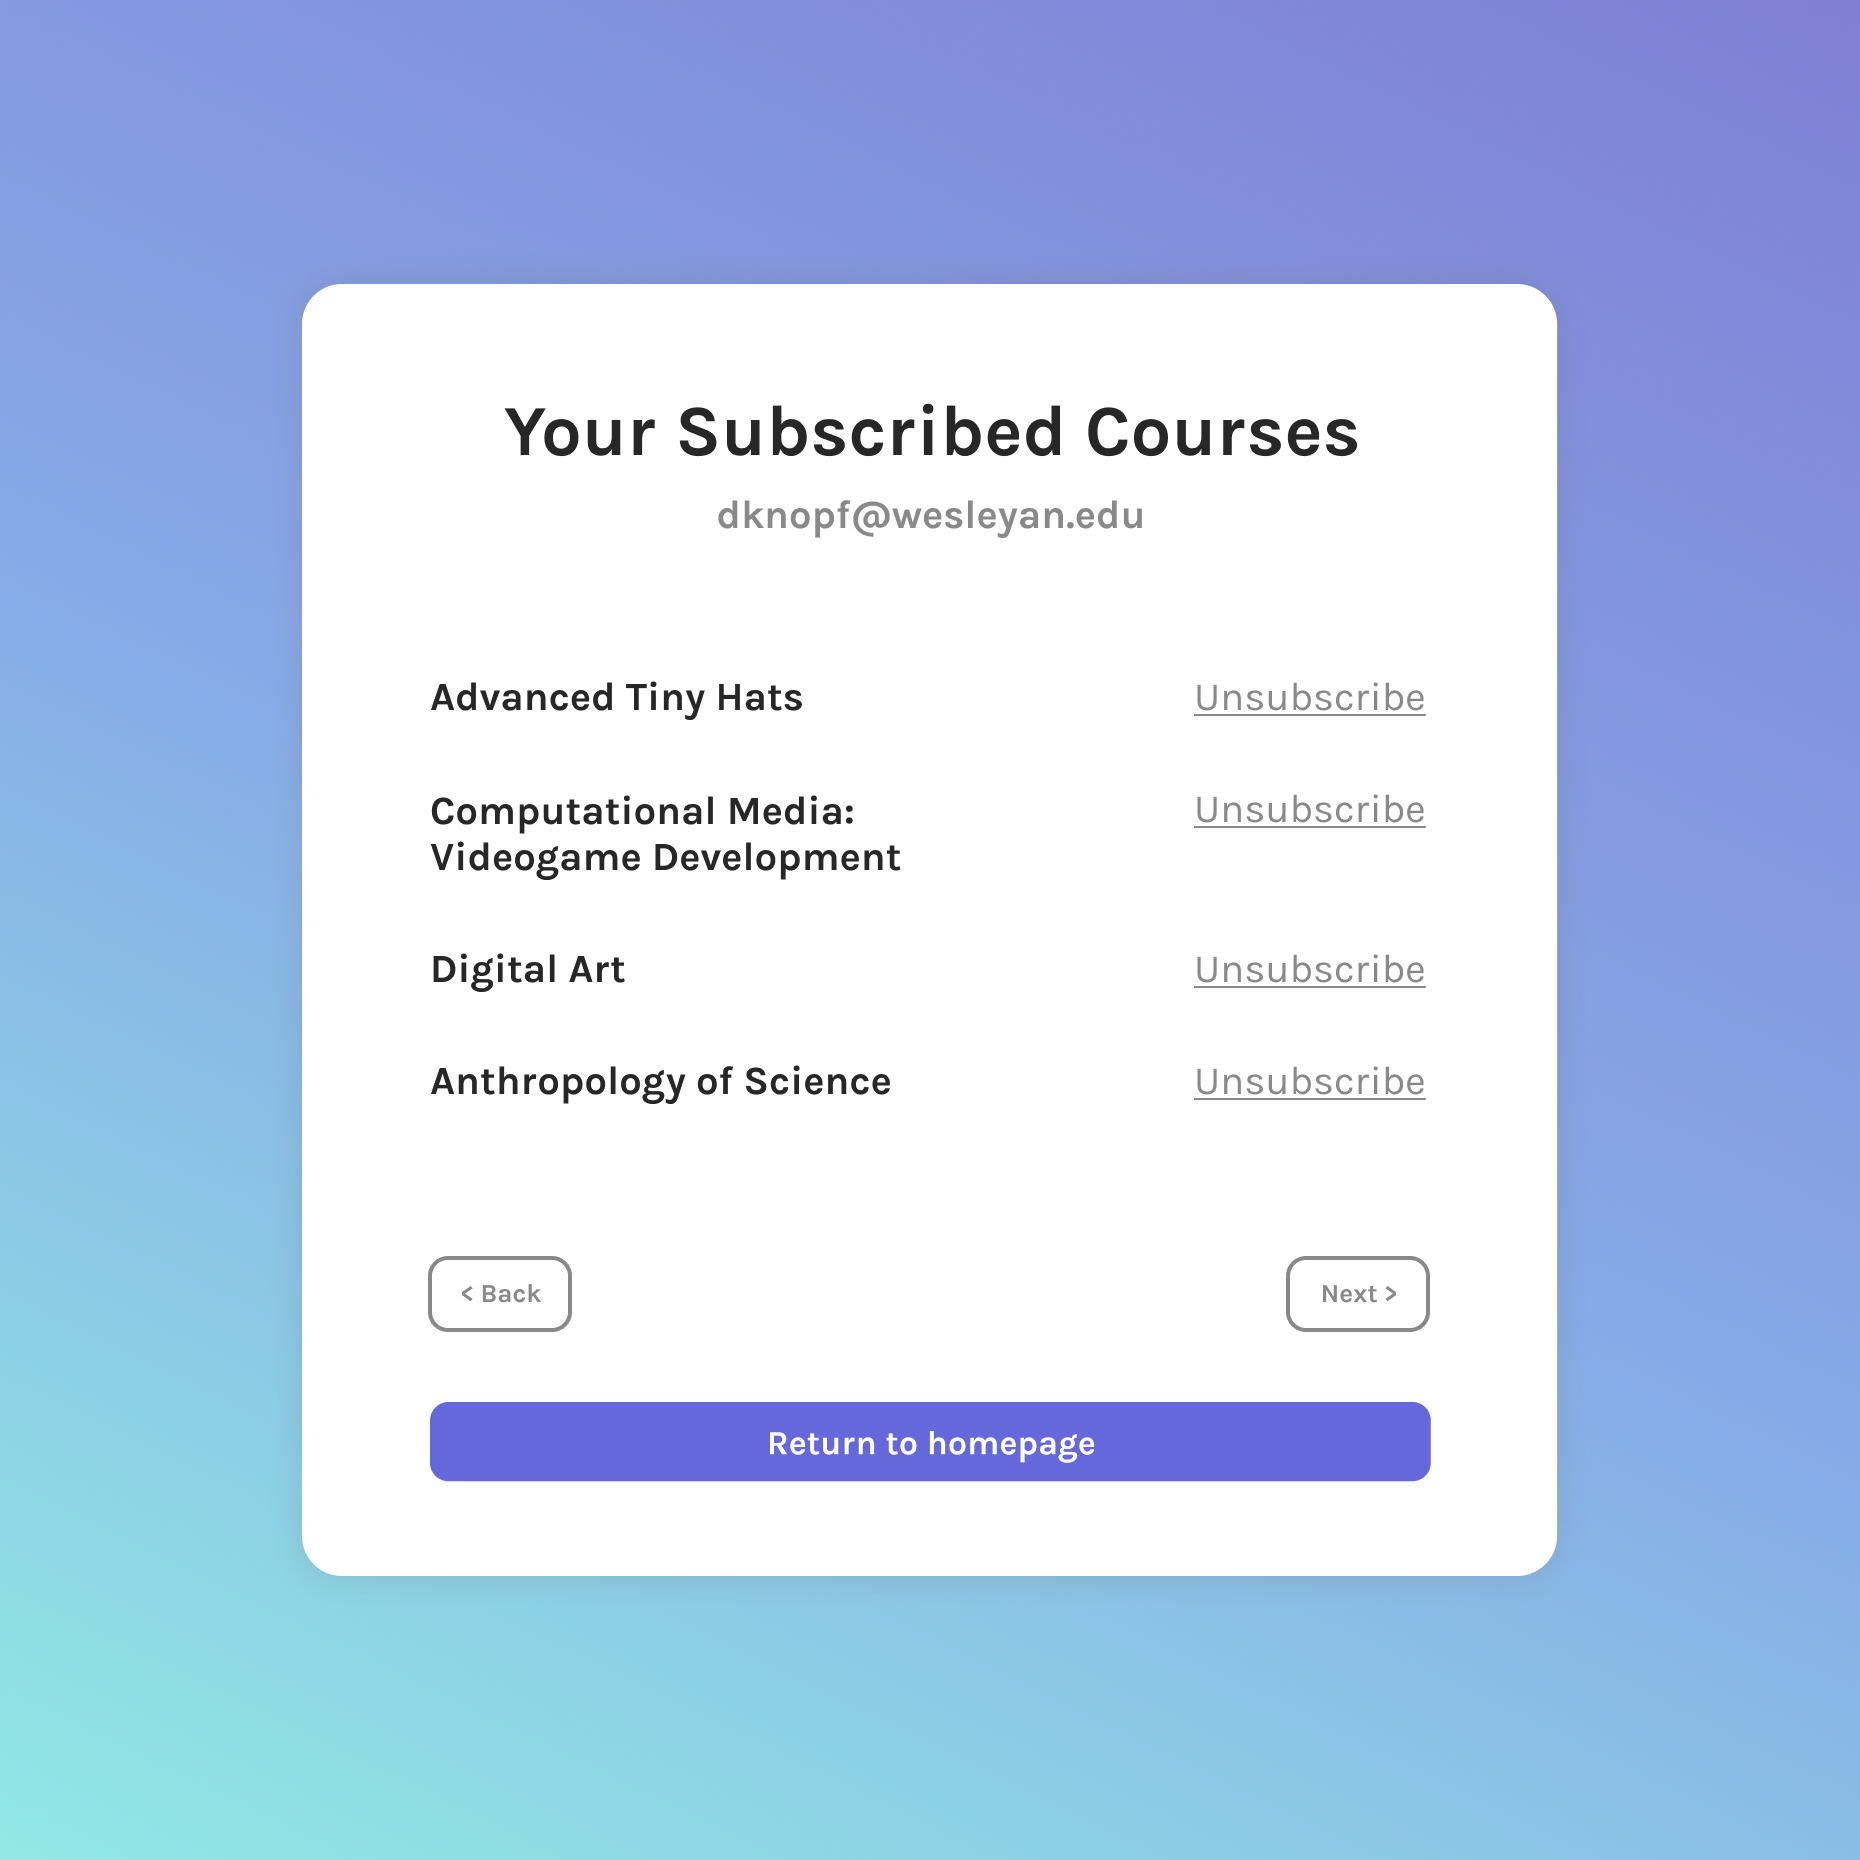 Your Subscribed Courses
dknopf@wesleyan.edu
Advanced Tiny Hats
Unsubscribe
Computational Media:
Videogame Development
Unsubscribe
Digital Art
Unsubscribe
Anthropology of Science
Unsubscribe
< Back
Next >
Return to homepage